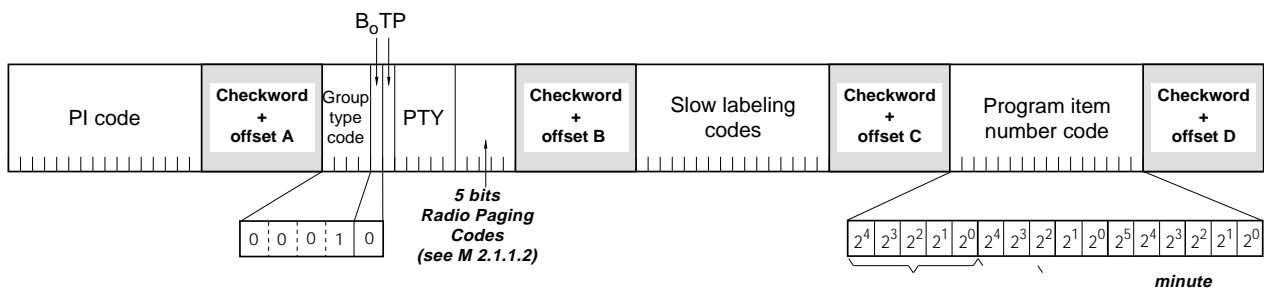 BₒTP
PI code
Checkword
+
offset A
Group
type
code
PTY
Checkword
+
offset B
Slow labeling
codes
Checkword
+
offset C
Program item
number code
Checkword
+
offset D
0 0 0 1 0
5 bits
Radio Paging
Codes
(see M 2.1.1.2)
2⁴ 2³ 2² 2¹ 2⁰ 2⁴ 2³ 2² 2¹ 2⁰ 2⁵ 2⁴ 2³ 2² 2¹ 2⁰
minute